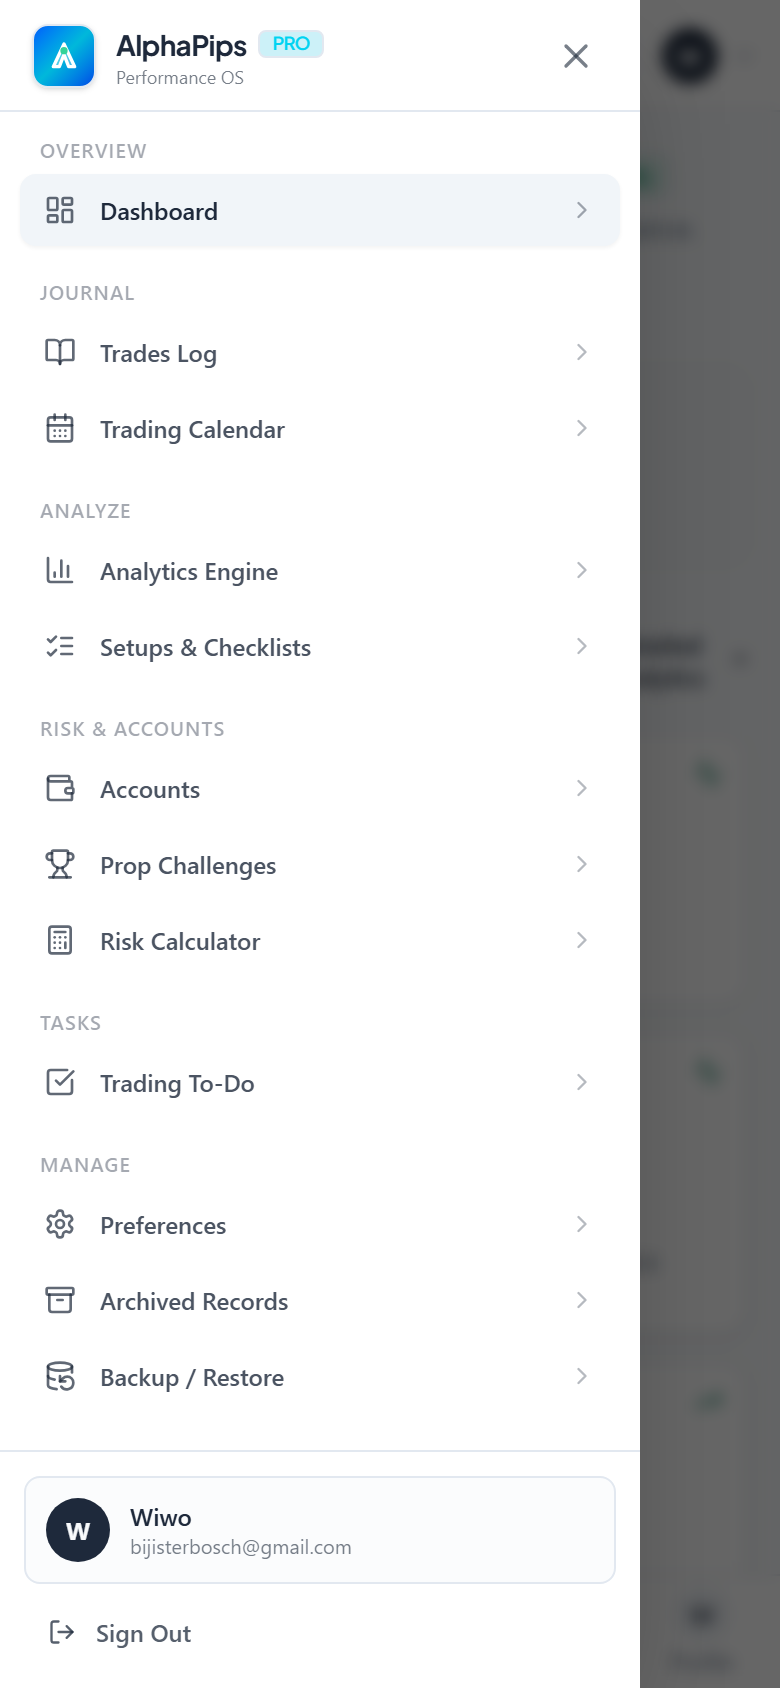 AlphaPips PRO
Performance OS
OVERVIEW
Dashboard
JOURNAL
Trades Log
Trading Calendar
ANALYZE
Analytics Engine
Setups & Checklists
RISK & ACCOUNTS
Accounts
Prop Challenges
Risk Calculator
TASKS
Trading To-Do
MANAGE
Preferences
Archived Records
Backup / Restore
W
Wiwo
bijisterbosch@gmail.com
Sign Out